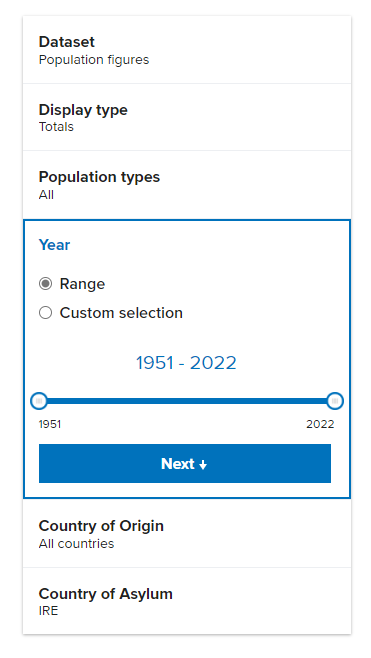 Dataset
Population figures
Display type
Totals
Population types
All
Year
Range
Custom selection
1951 - 2022
1951 2022
Next ↓
Country of Origin
All countries
Country of Asylum
IRE